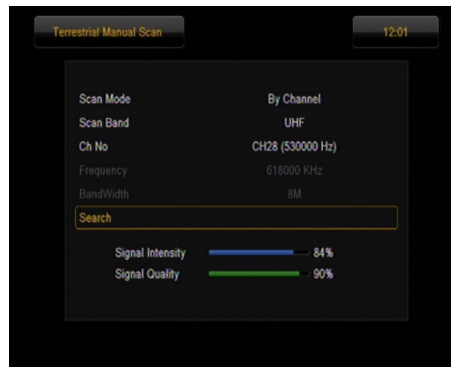 Terrestrial Manual Scan 12:01
Scan Mode By Channel
Scan Band UHF
Ch No CH28 (530000 Hz)
Frequency 618000 KHz
BandWidth 8M
Search
Signal Intensity 84%
Signal Quality 90%